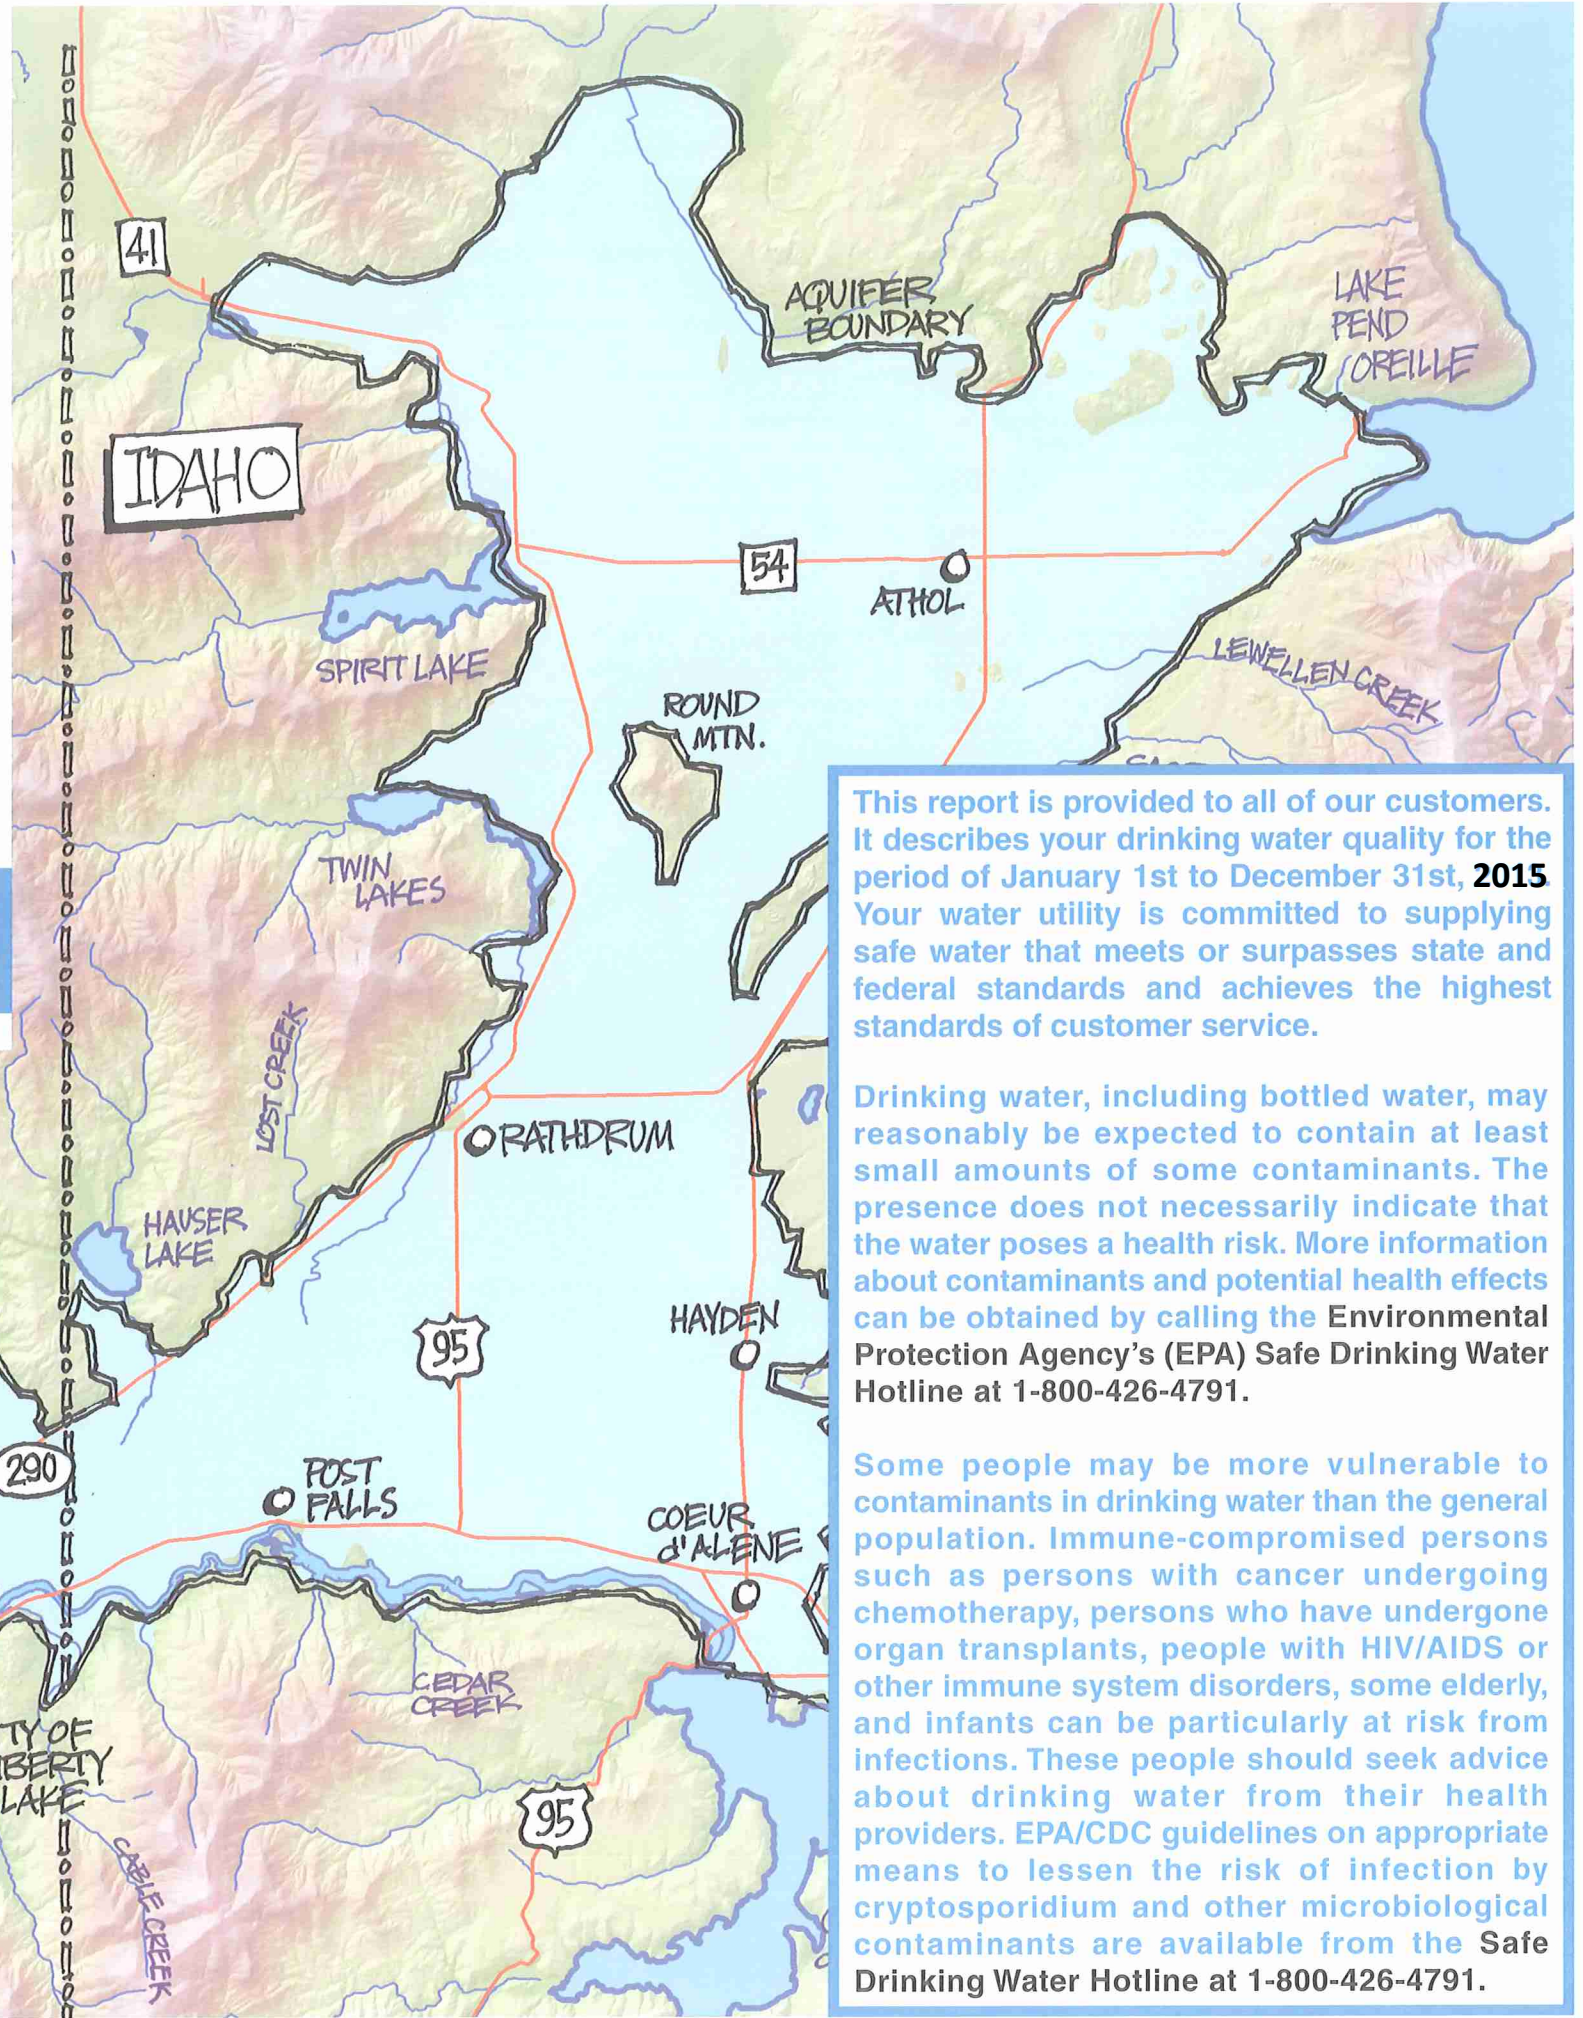 41
AQUIFER
BOUNDARY
LAKE
PEND
OREILLE
IDAHO
54
ATHOL
SPIRIT LAKE
LEWELLEN CREEK
ROUND
MTN.
TWIN
LAKES
LOST CREEK
RATHDRUM
HAUSER
LAKE
HAYDEN
95
290
POST
FALLS
COEUR
d'ALENE
CEDAR
CREEK
TY OF
BERTY
LAKE
95
CABLE CREEK
This report is provided to all of our customers.
It describes your drinking water quality for the
period of January 1st to December 31st, 2015.
Your water utility is committed to supplying
safe water that meets or surpasses state and
federal standards and achieves the highest
standards of customer service.
Drinking water, including bottled water, may
reasonably be expected to contain at least
small amounts of some contaminants. The
presence does not necessarily indicate that
the water poses a health risk. More information
about contaminants and potential health effects
can be obtained by calling the Environmental
Protection Agency's (EPA) Safe Drinking Water
Hotline at 1-800-426-4791.
Some people may be more vulnerable to
contaminants in drinking water than the general
population. Immune-compromised persons
such as persons with cancer undergoing
chemotherapy, persons who have undergone
organ transplants, people with HIV/AIDS or
other immune system disorders, some elderly,
and infants can be particularly at risk from
infections. These people should seek advice
about drinking water from their health
providers. EPA/CDC guidelines on appropriate
means to lessen the risk of infection by
cryptosporidium and other microbiological
contaminants are available from the Safe
Drinking Water Hotline at 1-800-426-4791.